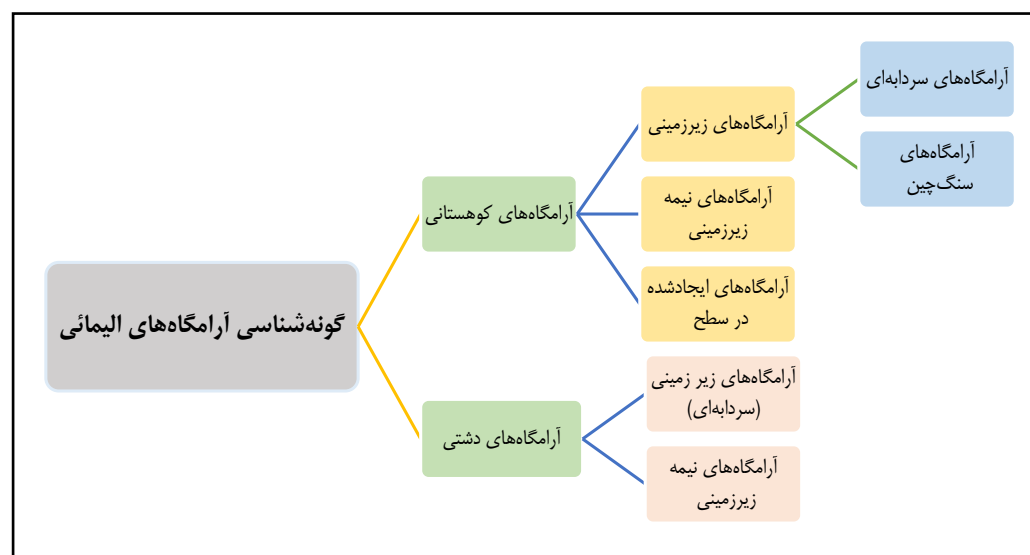 گونه‌شناسی آرامگاه‌های الیمائی
آرامگاه‌های کوهستانی
آرامگاه‌های زیرزمینی
آرامگاه‌های سردابه‌ای
آرامگاه‌های
سنگ‌چین
آرامگاه‌های نیمه
زیرزمینی
آرامگاه‌های ایجادشده
در سطح
آرامگاه‌های دشتی
آرامگاه‌های زیر زمینی
(سردابه‌ای)
آرامگاه‌های نیمه
زیرزمینی